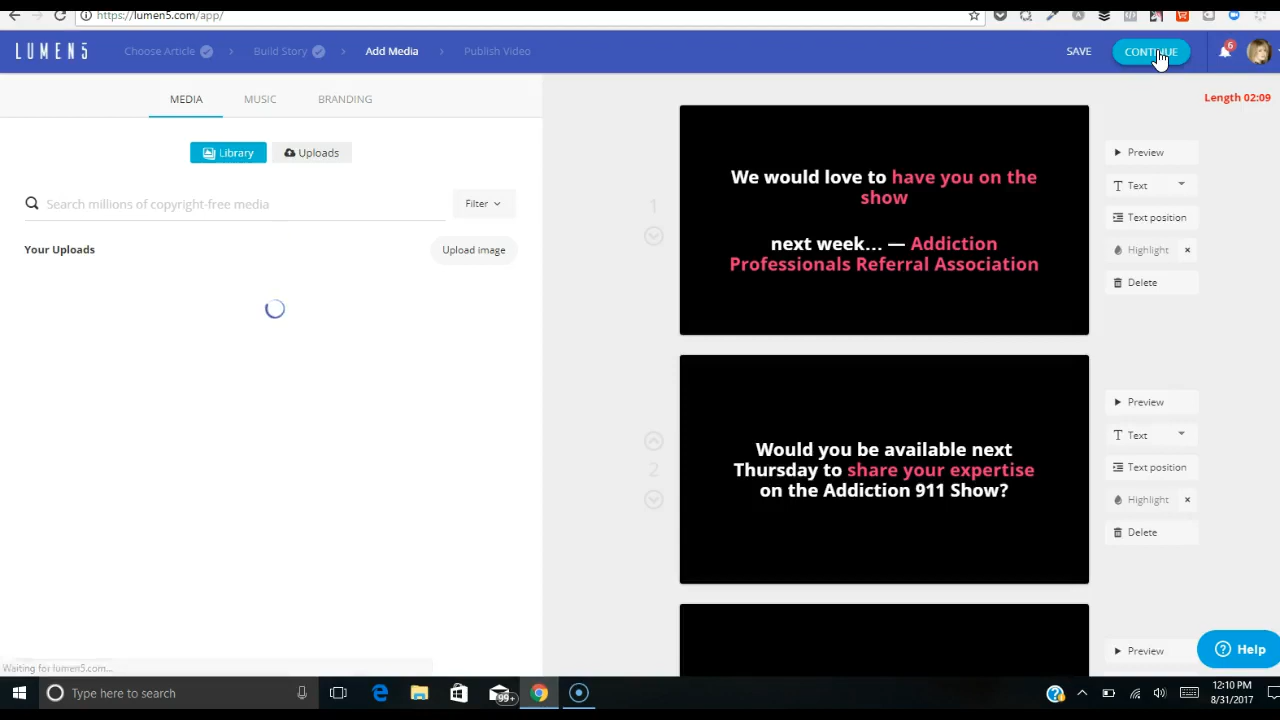 https://lumen5.com/app/
LUMEN5
Choose Article
Build Story
Add Media
Publish Video
SAVE
CONTINUE
6
MEDIA
MUSIC
BRANDING
Length 02:09
Library
Uploads
Search millions of copyright-free media
Filter
Your Uploads
Upload image
1
We would love to have you on the
show
next week... — Addiction
Professionals Referral Association
Preview
Text
Text position
Highlight ×
Delete
2
Would you be available next
Thursday to share your expertise
on the Addiction 911 Show?
Preview
Text
Text position
Highlight ×
Delete
Preview
Help
Waiting for lumen5.com...
Type here to search
99+
12:10 PM
8/31/2017